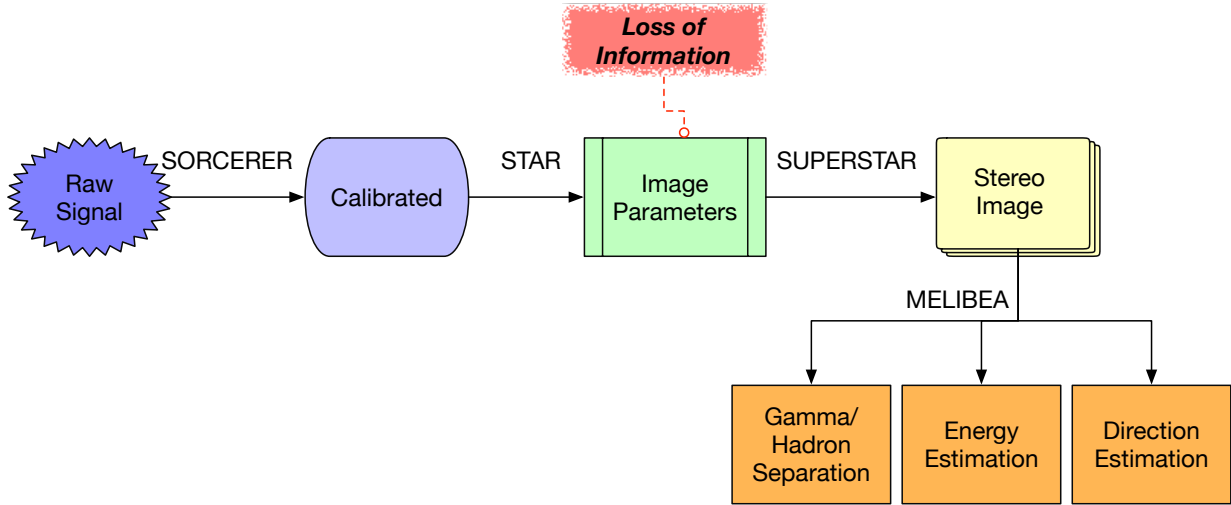 Loss of
Information
SORCERER
STAR
SUPERSTAR
Raw
Signal
Calibrated
Image
Parameters
Stereo
Image
MELIBEA
Gamma/
Hadron
Separation
Energy
Estimation
Direction
Estimation